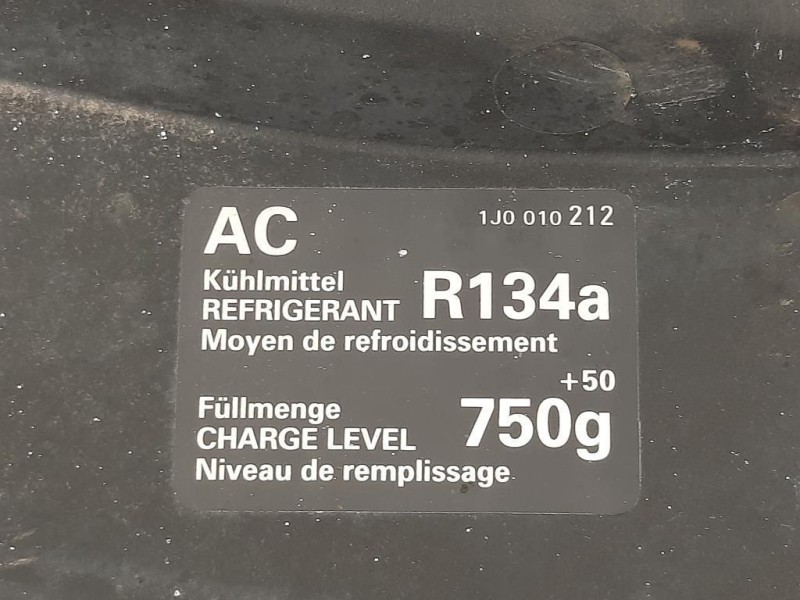 AC 1J0 010 212
Kühlmittel
REFRIGERANT R134a
Moyen de refroidissement
+50
Füllmenge
CHARGE LEVEL 750g
Niveau de remplissage